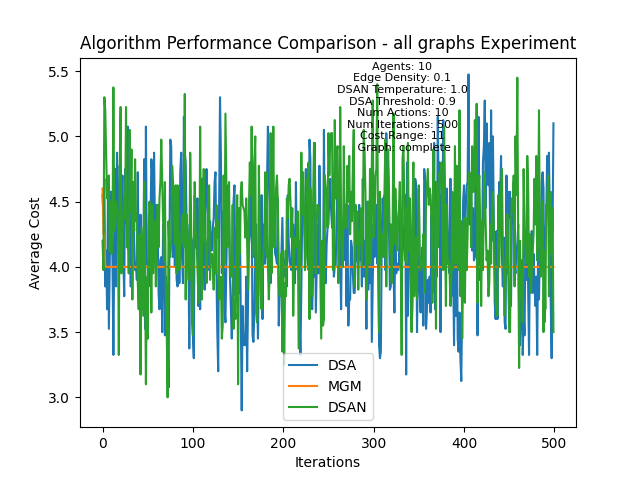 Algorithm Performance Comparison - all graphs Experiment
Agents: 10
Edge Density: 0.1
DSAN Temperature: 1.0
DSA Threshold: 0.9
Num Actions: 10
Num Iterations: 500
Cost Range: 11
Graph: complete
5.5
5.0
4.5
4.0
3.5
3.0
Average Cost
DSA
MGM
DSAN
0 100 200 300 400 500
Iterations